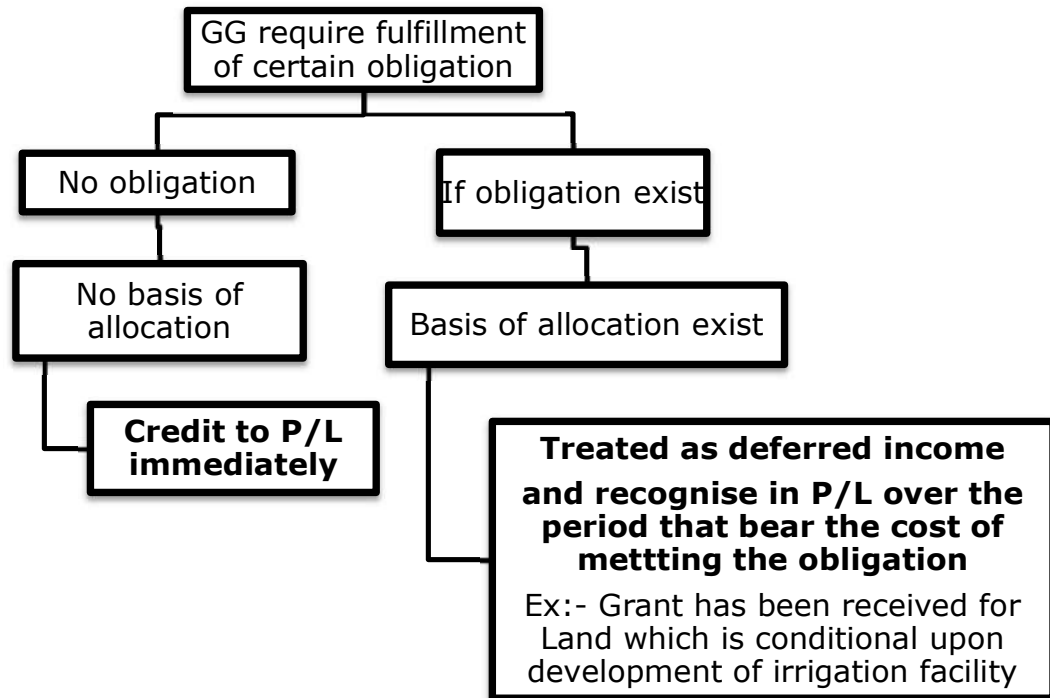 GG require fulfillment
of certain obligation
No obligation
If obligation exist
No basis of
allocation
Basis of allocation exist
Credit to P/L
immediately
Treated as deferred income
and recognise in P/L over the
period that bear the cost of
mettting the obligation
Ex:- Grant has been received for
Land which is conditional upon
development of irrigation facility